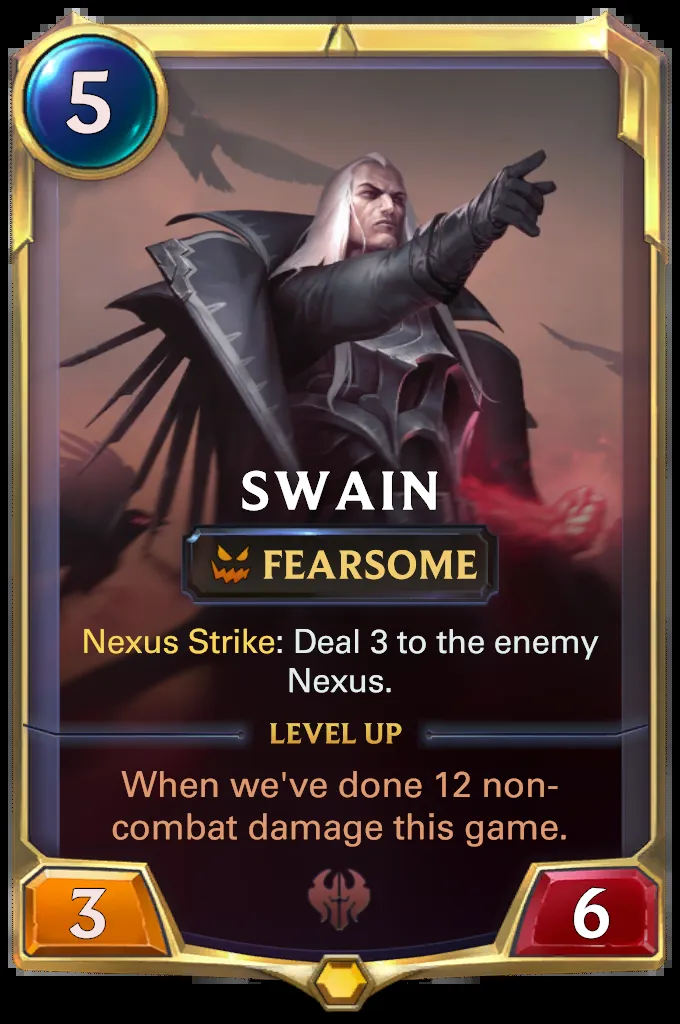 5
SWAIN
FEARSOME
Nexus Strike: Deal 3 to the enemy
Nexus.
LEVEL UP
When we've done 12 non-
combat damage this game.
3
6